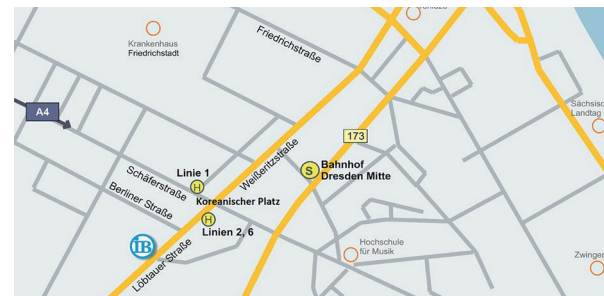 Krankenhaus
Friedrichstadt
Friedrichstraße
Sächsisc
Landtag
A4
173
Weißeritzstraße
Bahnhof
Dresden Mitte
Linie 1
Schäferstraße
Koreanischer Platz
Berliner Straße
Linien 2, 6
H
H
S
iB
Löbtauer Straße
Hochschule
für Musik
Zwinger